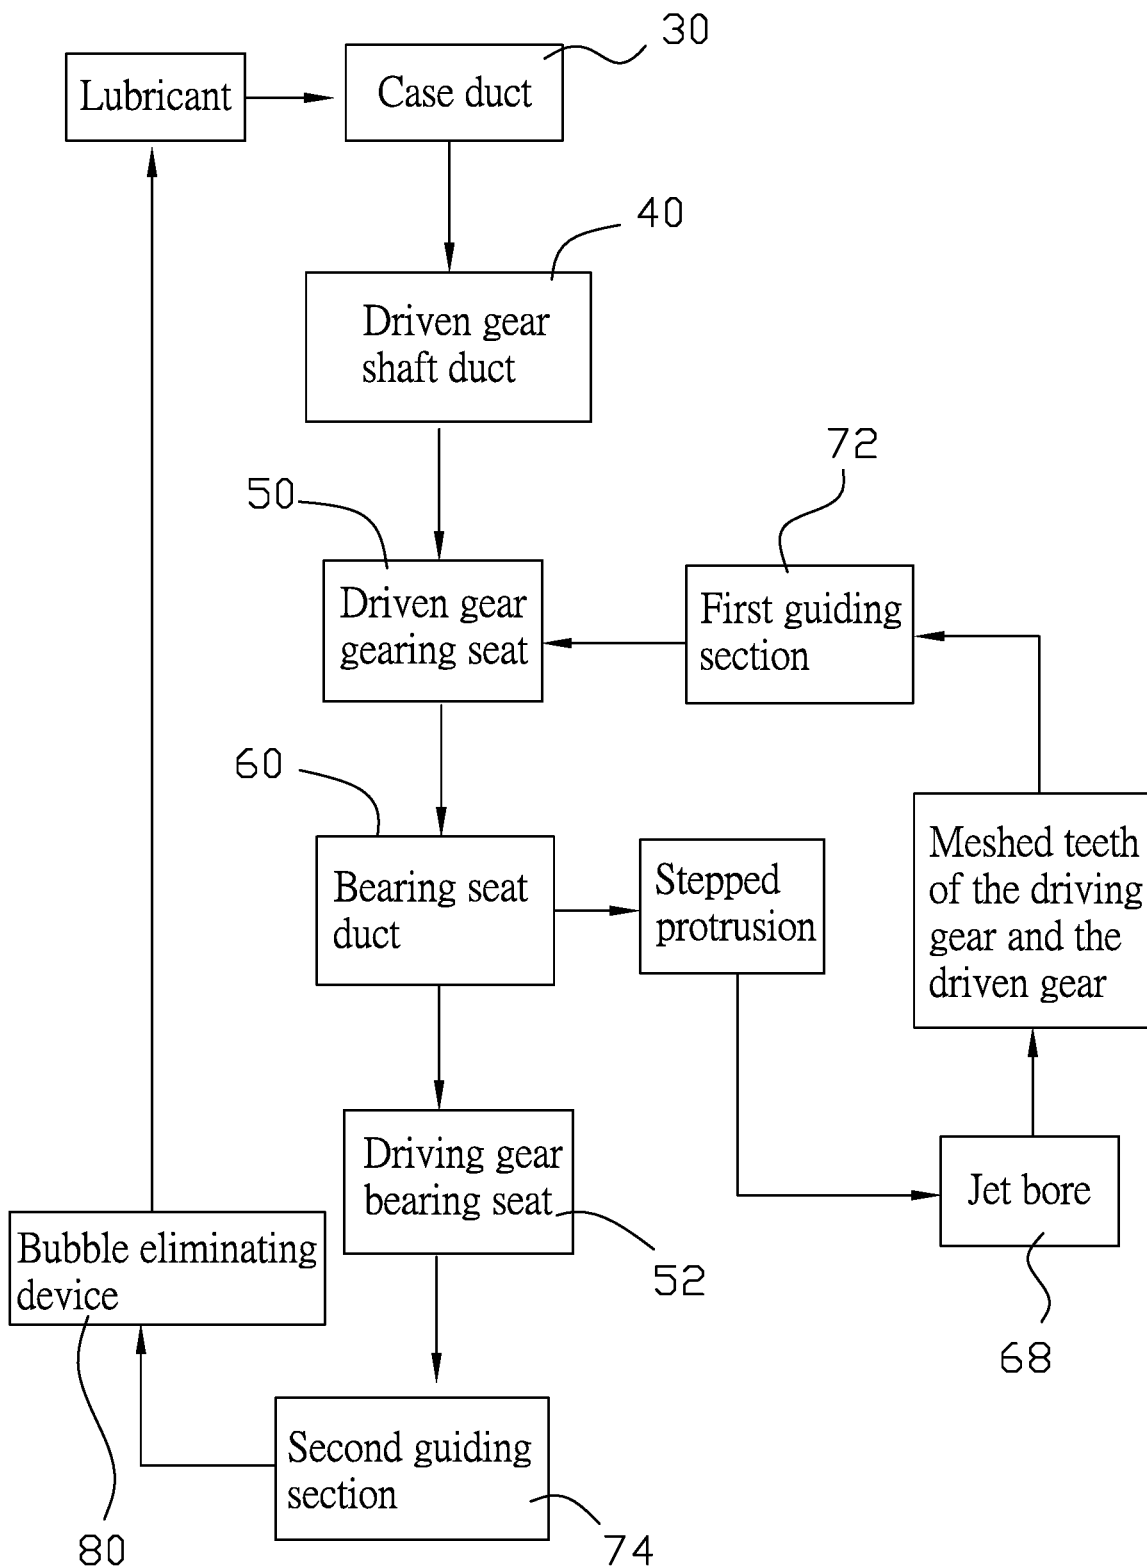 30
Lubricant
Case duct
40
Driven gear
shaft duct
72
50
Driven gear
gearing seat
First guiding
section
60
Bearing seat
duct
Stepped
protrusion
Meshed teeth
of the driving
gear and the
driven gear
Driving gear
bearing seat
Jet bore
52
68
Bubble eliminating
device
Second guiding
section
80
74